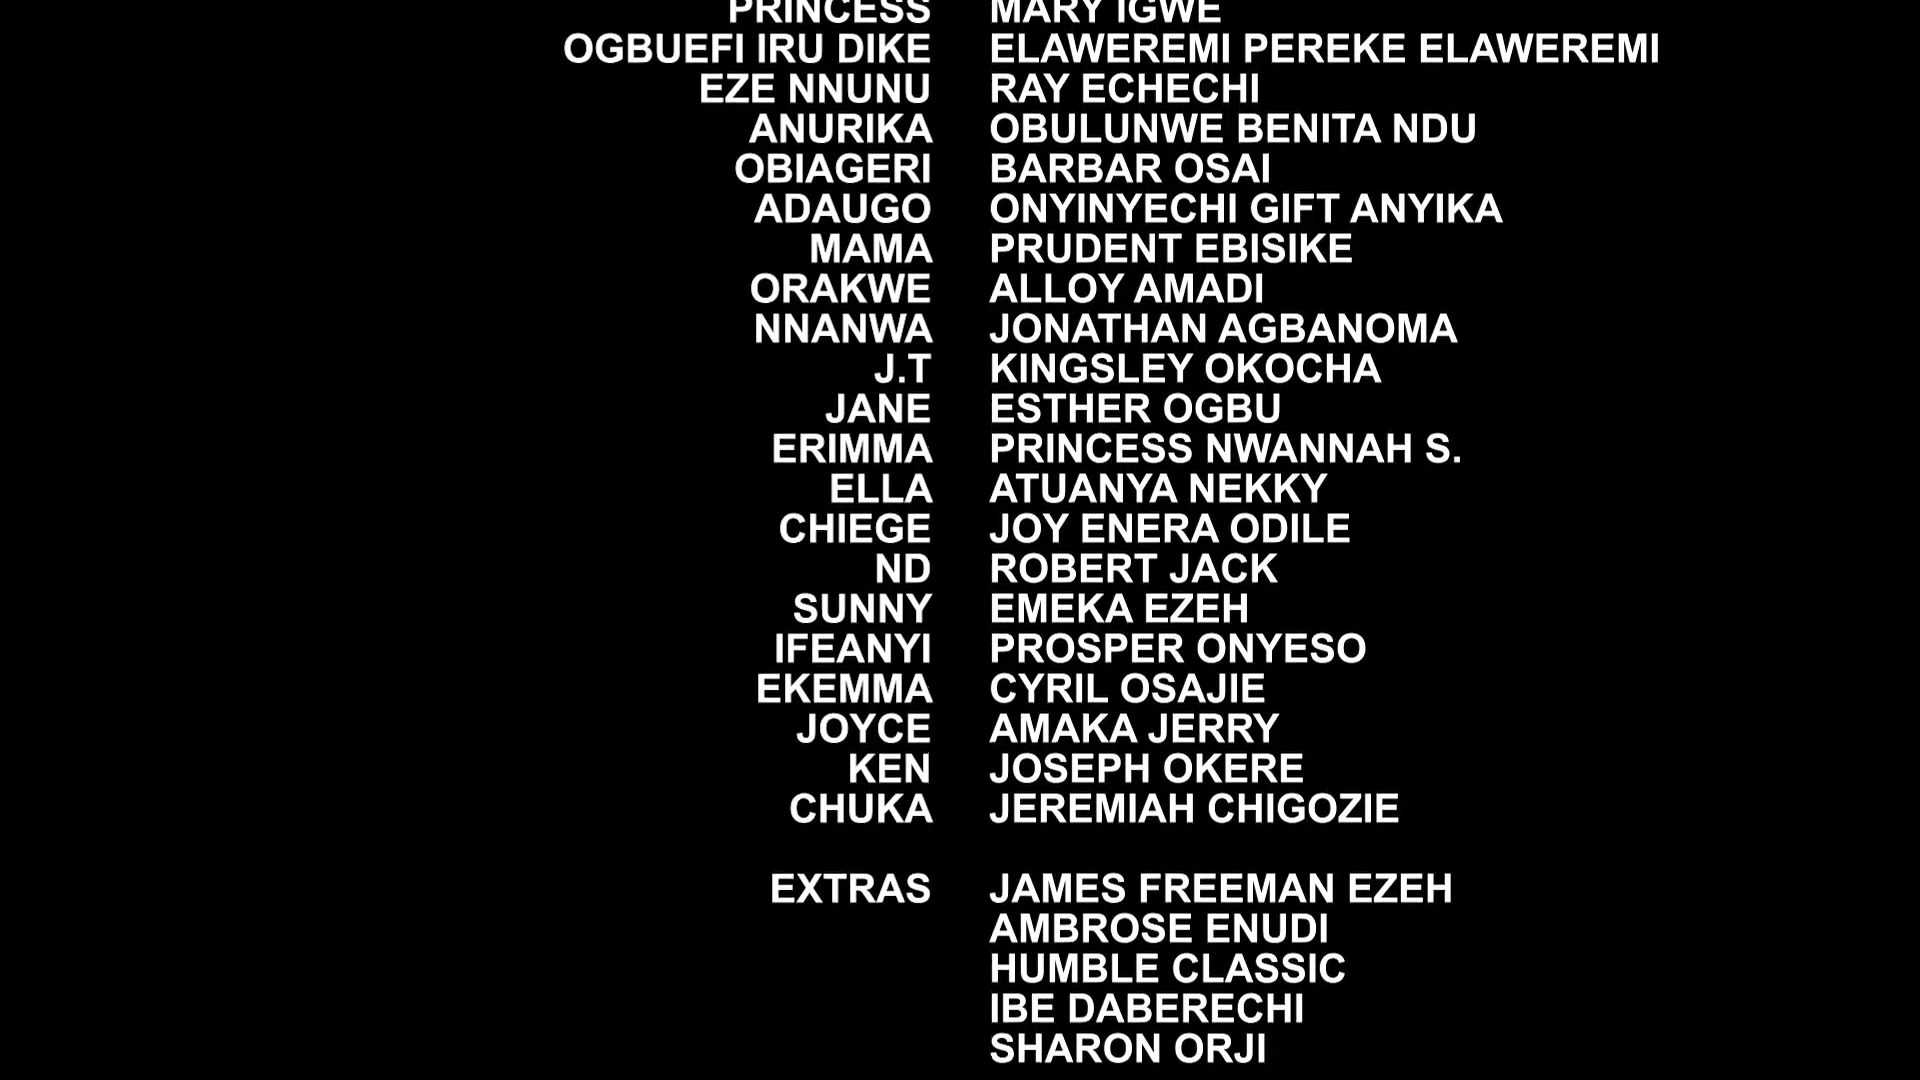 PRINCESS MARY IGWE
OGBUEFI IRU DIKE ELAWEREMI PEREKE ELAWEREMI
EZE NNUNU RAY ECHECHI
ANURIKA OBULUNWE BENITA NDU
OBIAGERI BARBAR OSAI
ADAUGO ONYINYECHI GIFT ANYIKA
MAMA PRUDENT EBISIKE
ORAKWE ALLOY AMADI
NNANWA JONATHAN AGBANOMA
J.T KINGSLEY OKOCHA
JANE ESTHER OGBU
ERIMMA PRINCESS NWANNAH S.
ELLA ATUANYA NEKKY
CHIEGE JOY ENERA ODILE
ND ROBERT JACK
SUNNY EMEKA EZEH
IFEANYI PROSPER ONYESO
EKEMMA CYRIL OSAJIE
JOYCE AMAKA JERRY
KEN JOSEPH OKERE
CHUKA JEREMIAH CHIGOZIE
EXTRAS JAMES FREEMAN EZEH
AMBROSE ENUDI
HUMBLE CLASSIC
IBE DABERECHI
SHARON ORJI